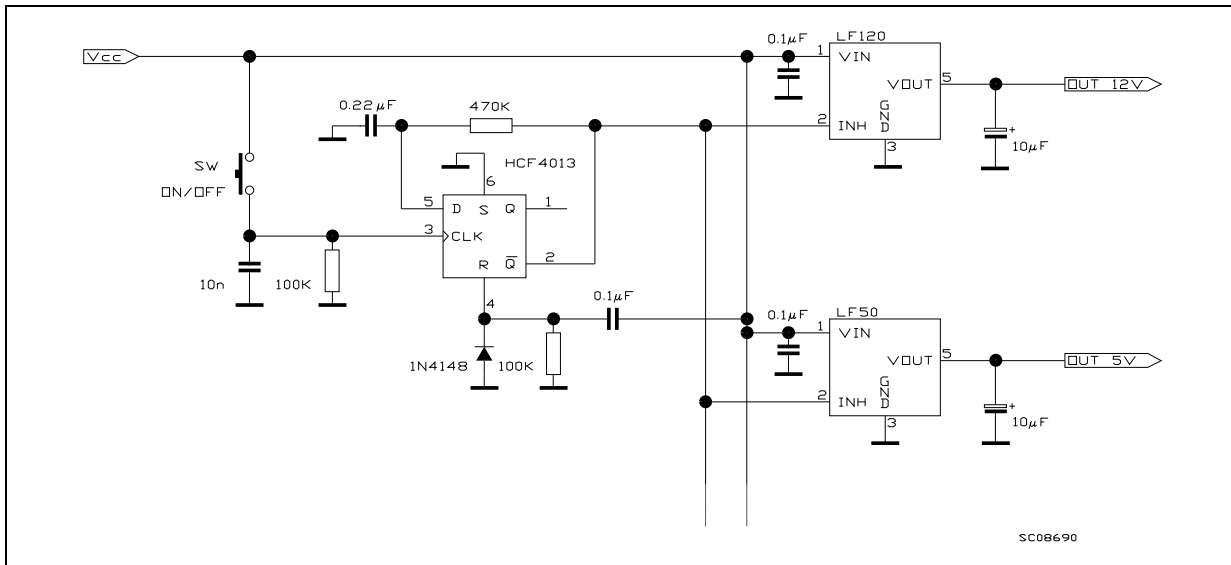 Vcc
0.1µF
LF120
1
VIN
VOUT
5
OUT 12V
0.22µF
470K
2
INH
GND
3
+
10µF
HCF4013
6
SW
ON/OFF
5
D
S
Q
1
3
CLK
R
Q
2
10n
100K
4
0.1µF
0.1µF
LF50
1
VIN
VOUT
5
OUT 5V
1N4148
100K
2
INH
GND
3
+
10µF
SC08690